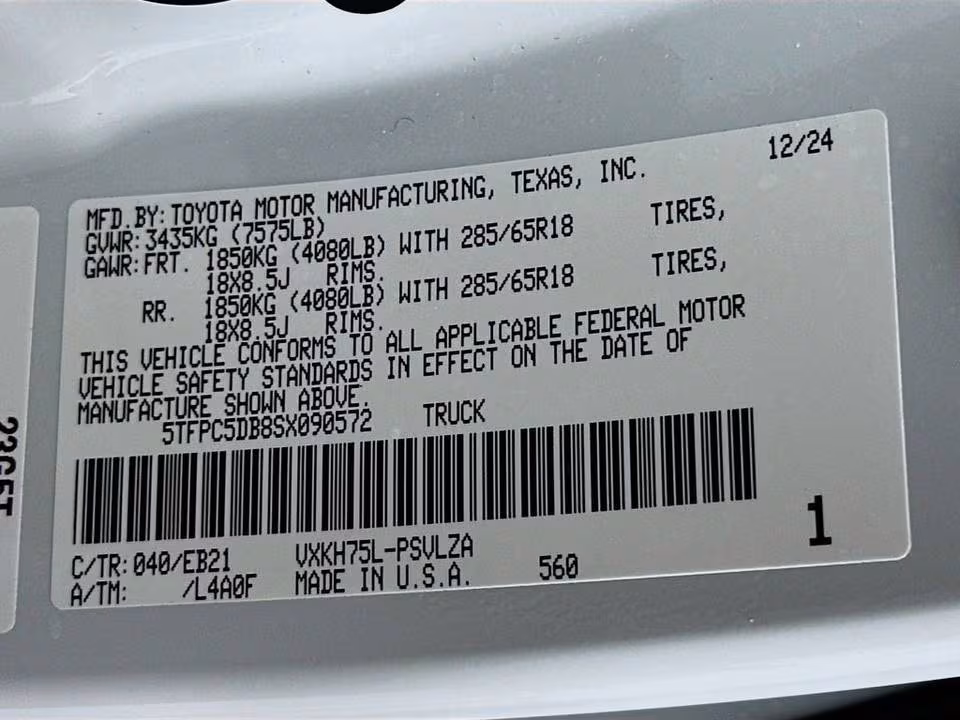 12/24
MFD. BY: TOYOTA MOTOR MANUFACTURING, TEXAS, INC.
GVWR: 3435KG (7575LB)
GAWR: FRT. 1850KG (4080LB) WITH 285/65R18 TIRES,
18X8.5J RIMS.
RR. 1850KG (4080LB) WITH 285/65R18 TIRES,
18X8.5J RIMS.
THIS VEHICLE CONFORMS TO ALL APPLICABLE FEDERAL MOTOR
VEHICLE SAFETY STANDARDS IN EFFECT ON THE DATE OF
MANUFACTURE SHOWN ABOVE.
5TFPC5DB8SX090572 TRUCK
C/TR: 040/EB21 VXKH75L-PSVLZA
A/TM: /L4A0F MADE IN U.S.A. 560
1